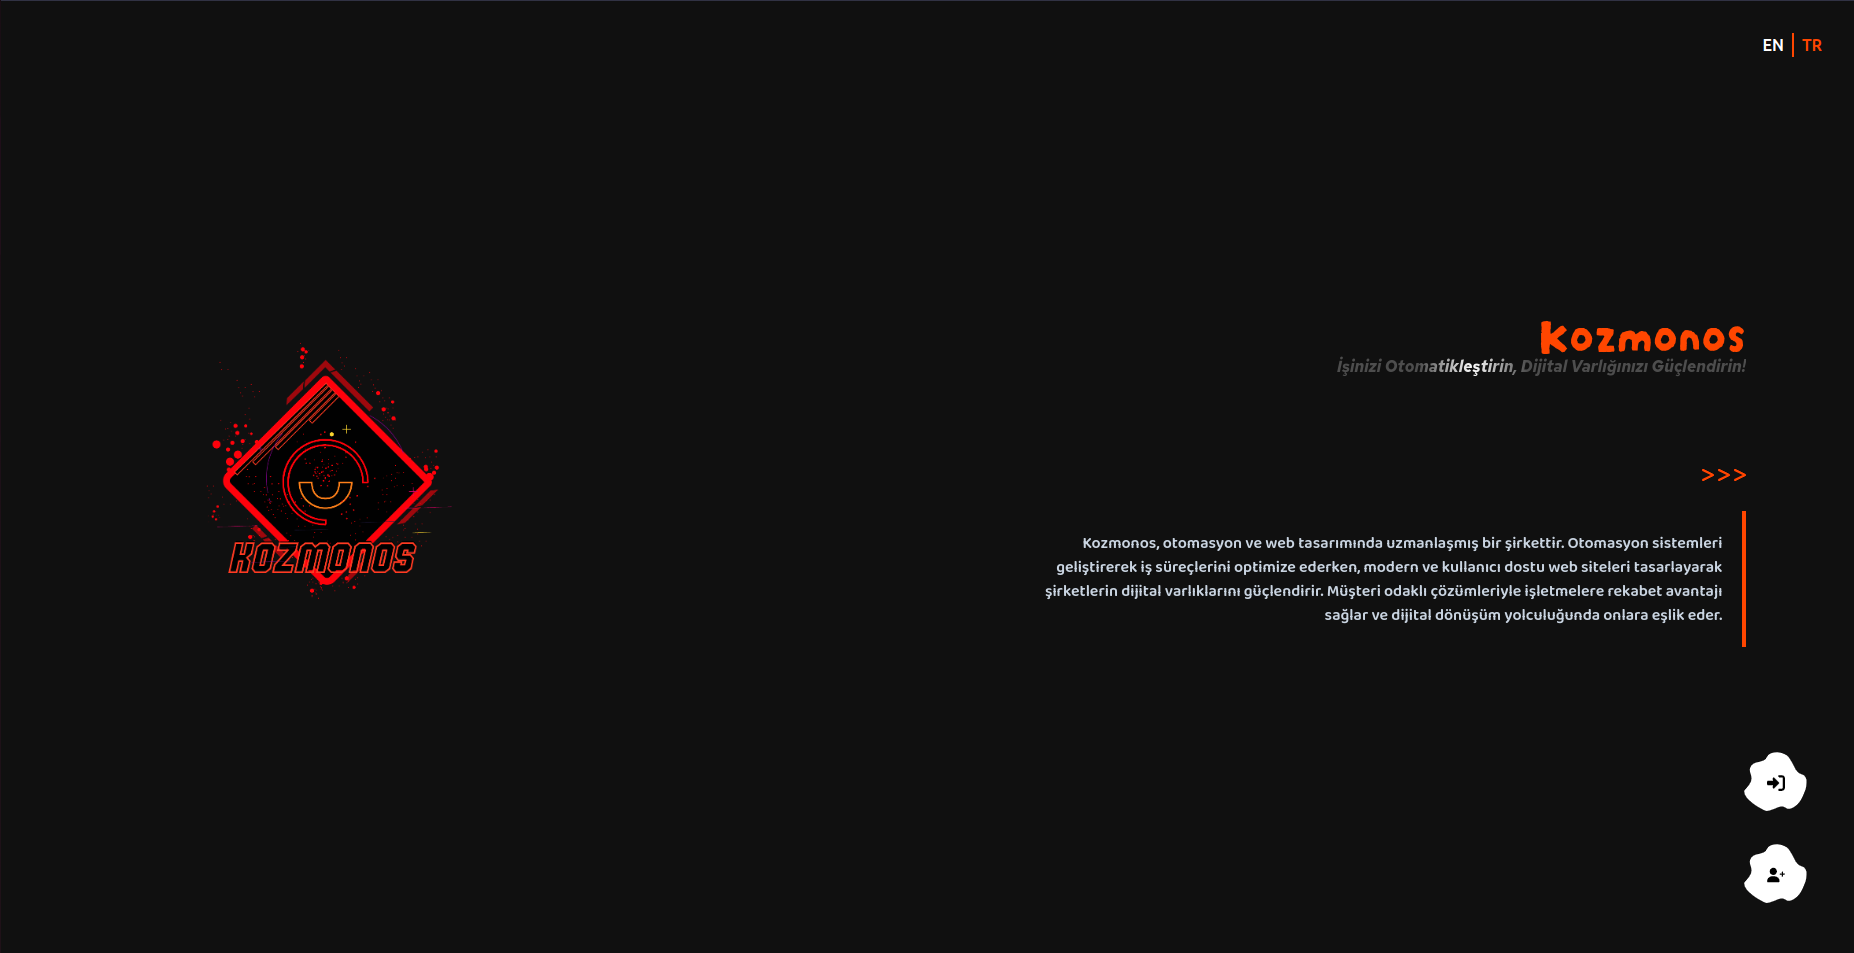 EN | TR
Kozmonos
İşinizi Otomatikleştirin, Dijital Varlığınızı Güçlendirin!
>>>
KOZMONOS
Kozmonos, otomasyon ve web tasarımında uzmanlaşmış bir şirkettir. Otomasyon sistemleri
geliştirerek iş süreçlerini optimize ederken, modern ve kullanıcı dostu web siteleri tasarlayarak
şirketlerin dijital varlıklarını güçlendirir. Müşteri odaklı çözümleriyle işletmelere rekabet avantajı
sağlar ve dijital dönüşüm yolculuğunda onlara eşlik eder.